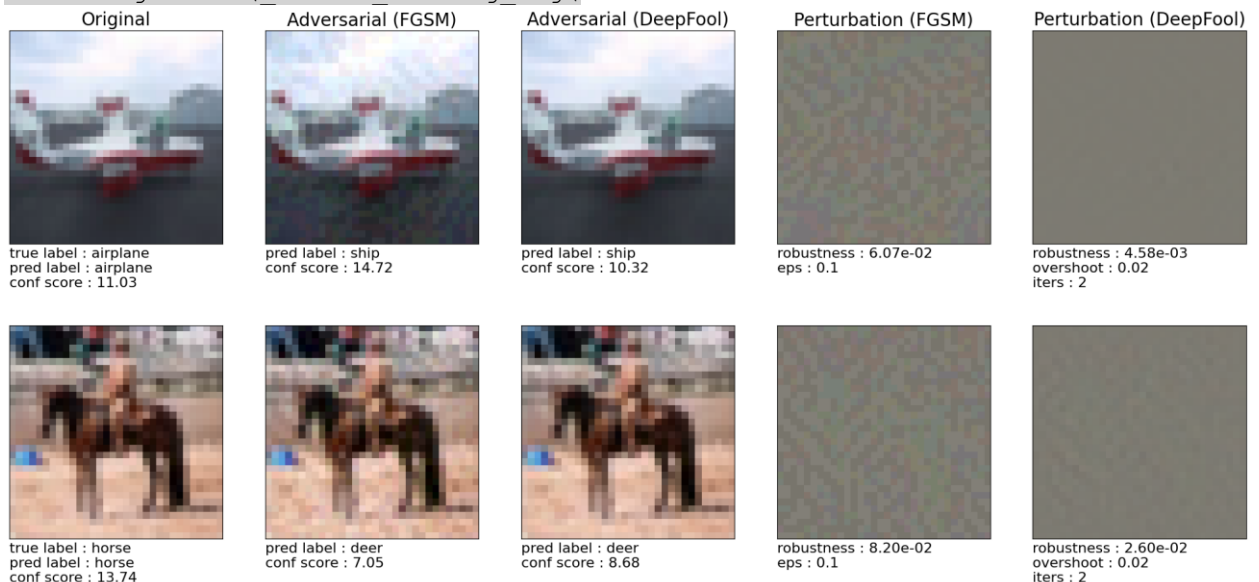 Original
Adversarial (FGSM)
Adversarial (DeepFool)
Perturbation (FGSM)
Perturbation (DeepFool)
true label : airplane
pred label : airplane
conf score : 11.03
pred label : ship
conf score : 14.72
pred label : ship
conf score : 10.32
robustness : 6.07e-02
eps : 0.1
robustness : 4.58e-03
overshoot : 0.02
iters : 2
true label : horse
pred label : horse
conf score : 13.74
pred label : deer
conf score : 7.05
pred label : deer
conf score : 8.68
robustness : 8.20e-02
eps : 0.1
robustness : 2.60e-02
overshoot : 0.02
iters : 2